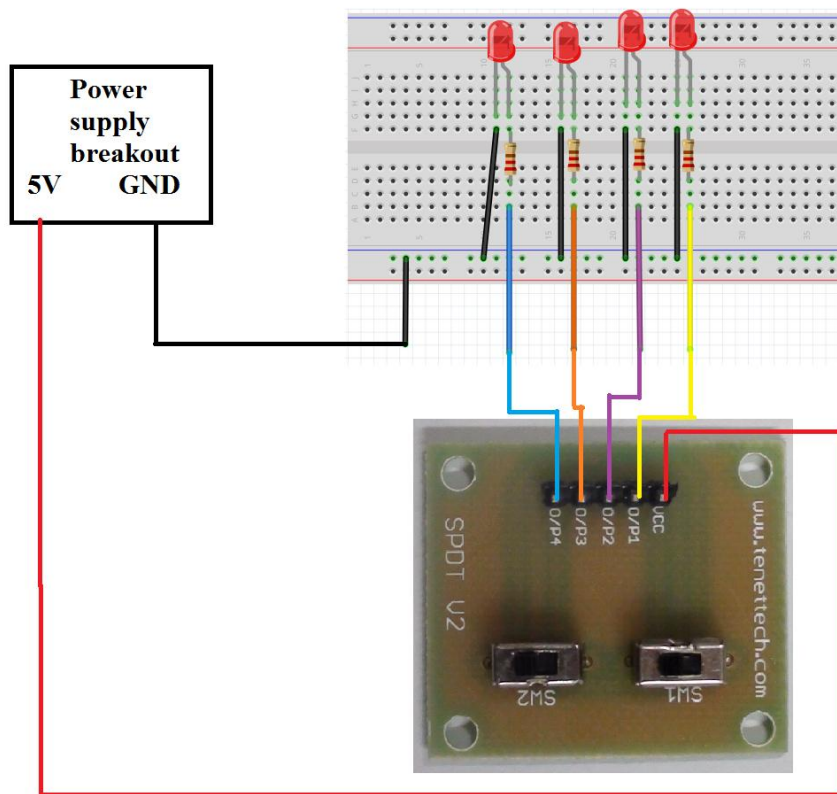 Power
supply
breakout
5V GND
O/P4
O/P3
O/P2
O/P1
VCC
SPDT V2
www.tenettech.com
SW2
SW1